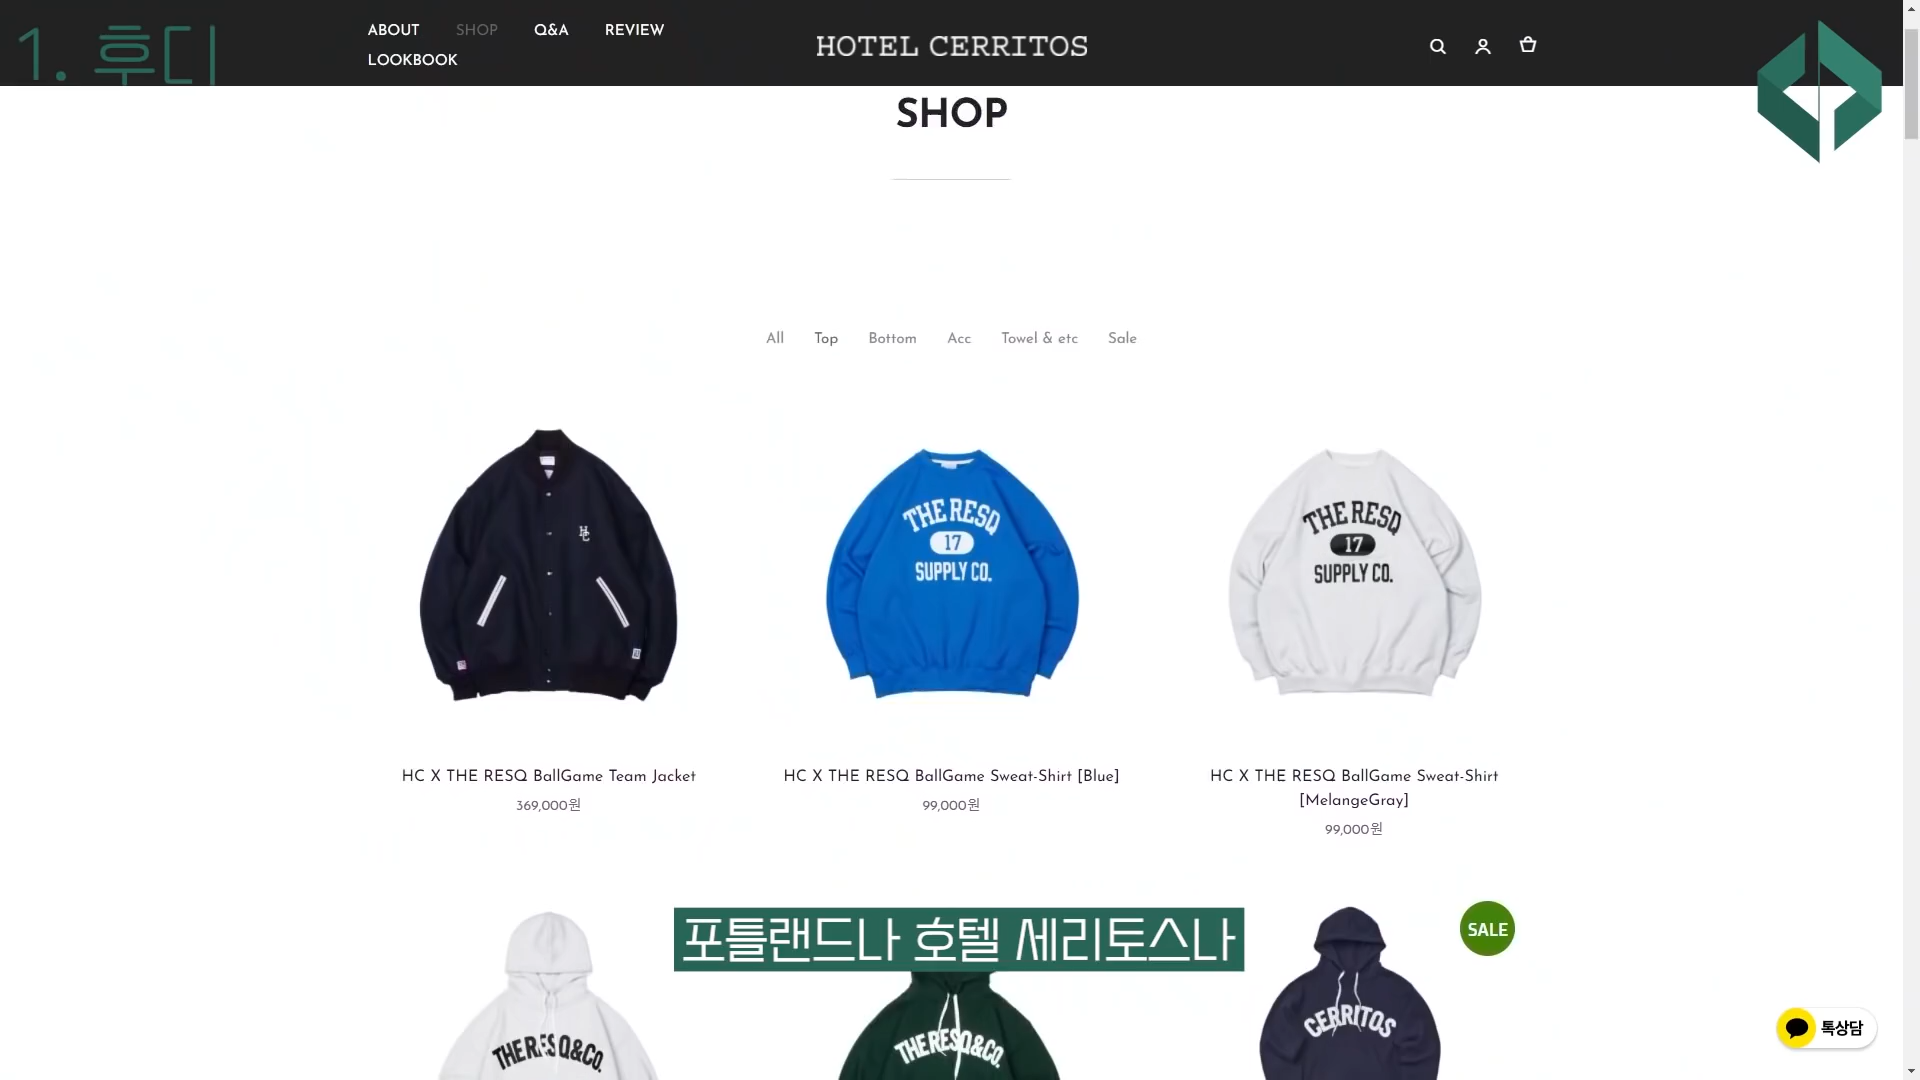 1. 후디
ABOUT SHOP Q&A REVIEW
LOOKBOOK
HOTEL CERRITOS
SHOP
All Top Bottom Acc Towel & etc Sale
HC
THE RESQ
17
SUPPLY CO.
THE RESQ
17
SUPPLY CO.
HC X THE RESQ BallGame Team Jacket
369,000원
HC X THE RESQ BallGame Sweat-Shirt [Blue]
99,000원
HC X THE RESQ BallGame Sweat-Shirt
[MelangeGray]
99,000원
SALE
포틀랜드나 호텔 세리토스나
THE RESQ&CO.
THE RESQ&CO.
CERRITOS
톡상담